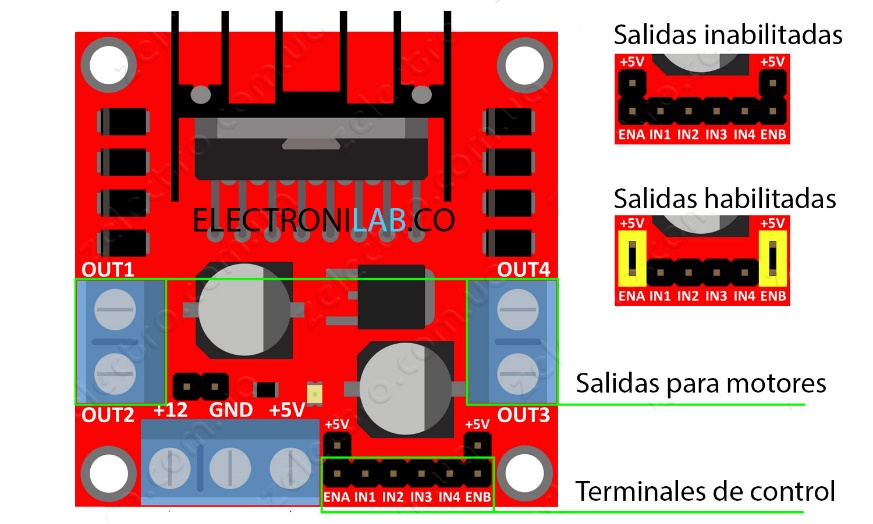 Salidas inabilitadas
+5V +5V
ENA IN1 IN2 IN3 IN4 ENB
Salidas habilitadas
+5V +5V
ENA IN1 IN2 IN3 IN4 ENB
ELECTRONILAB.CO
OUT1 OUT4
Salidas para motores
OUT2 +12 GND +5V OUT3
+5V +5V
Terminales de control
ENA IN1 IN2 IN3 IN4 ENB